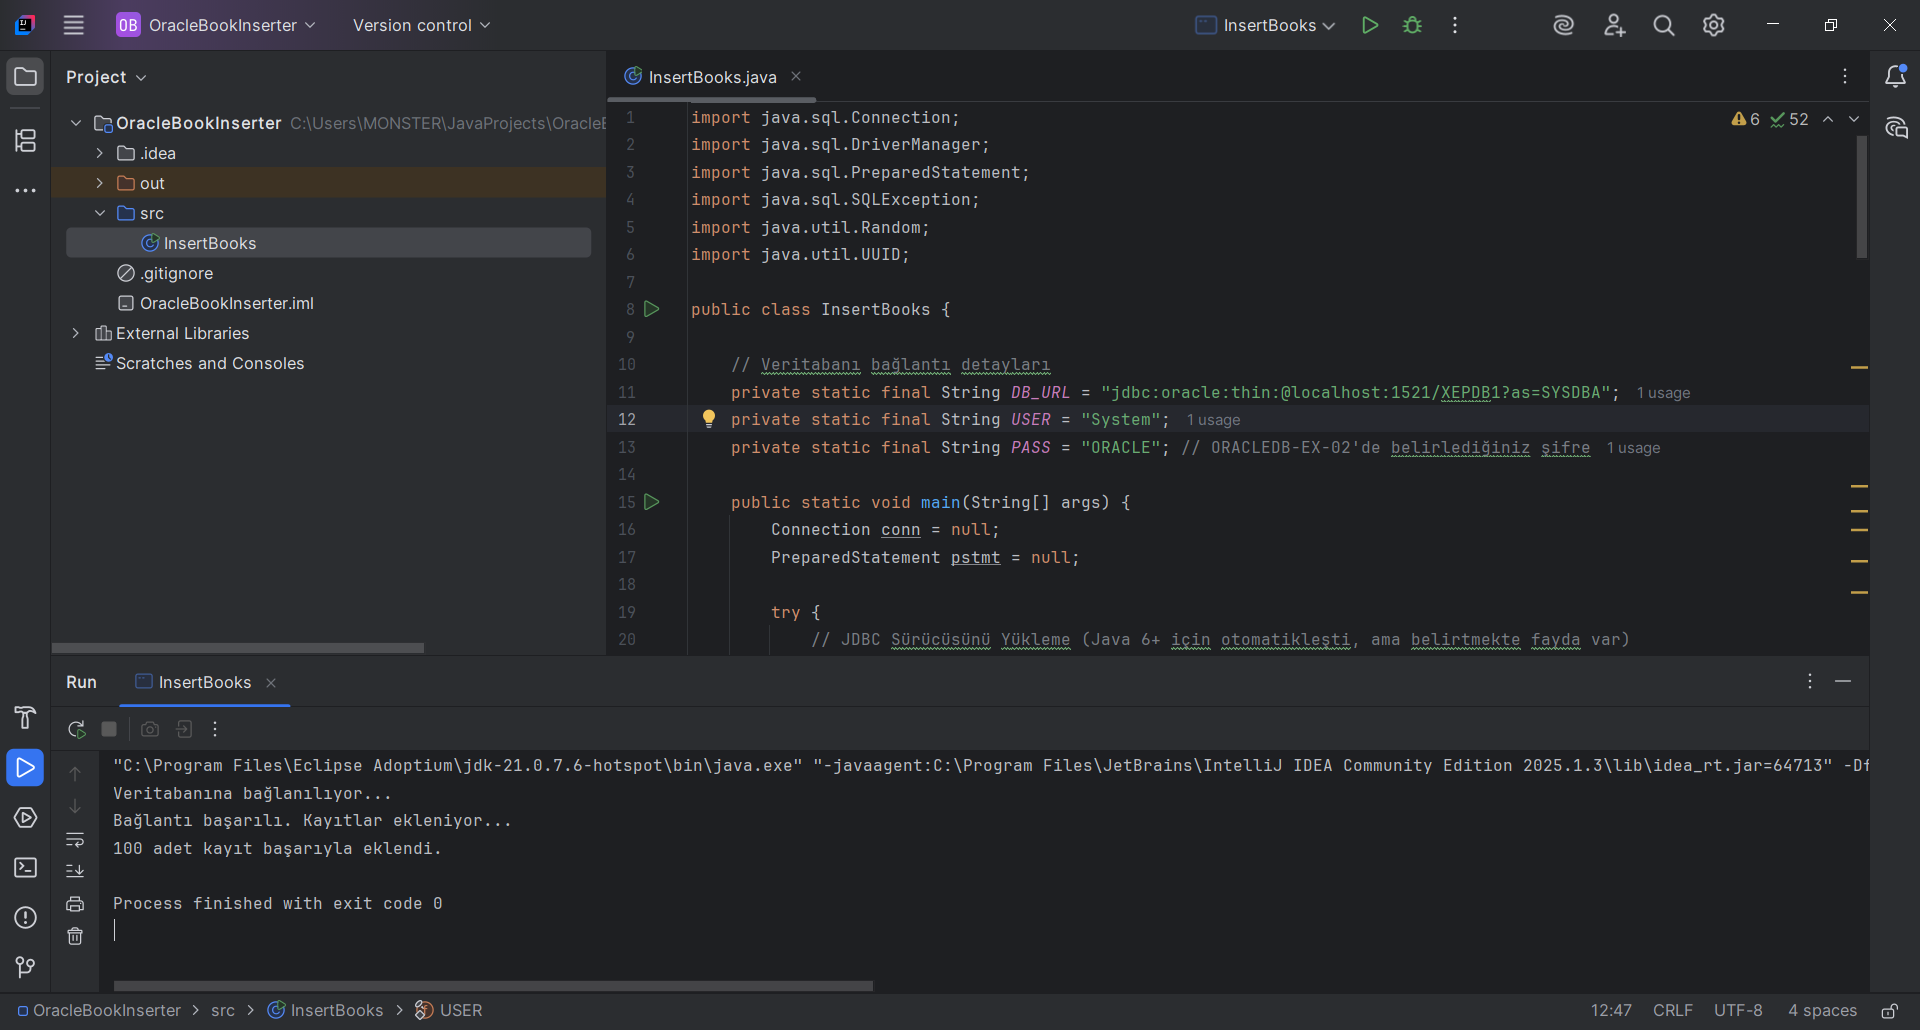 OB OracleBookInserter Version control InsertBooks
Project
OracleBookInserter C:\Users\MONSTER\JavaProjects\OracleB
.idea
out
src
InsertBooks
.gitignore
OracleBookInserter.iml
External Libraries
Scratches and Consoles
InsertBooks.java
6 52
1 import java.sql.Connection;
2 import java.sql.DriverManager;
3 import java.sql.PreparedStatement;
4 import java.sql.SQLException;
5 import java.util.Random;
6 import java.util.UUID;
7
8 public class InsertBooks {
9
10 // Veritabanı bağlantı detayları
11 private static final String DB_URL = "jdbc:oracle:thin:@localhost:1521/XEPDB1?as=SYSDBA"; 1 usage
12 private static final String USER = "System"; 1 usage
13 private static final String PASS = "ORACLE"; // ORACLEDB-EX-02'de belirlediğiniz şifre 1 usage
14
15 public static void main(String[] args) {
16 Connection conn = null;
17 PreparedStatement pstmt = null;
18
19 try {
20 // JDBC Sürücüsünü Yükleme (Java 6+ için otomatikleşti, ama belirtmekte fayda var)
Run InsertBooks
"C:\Program Files\Eclipse Adoptium\jdk-21.0.7.6-hotspot\bin\java.exe" "-javaagent:C:\Program Files\JetBrains\IntelliJ IDEA Community Edition 2025.1.3\lib\idea_rt.jar=64713" -Df
Veritabanına bağlanılıyor...
Bağlantı başarılı. Kayıtlar ekleniyor...
100 adet kayıt başarıyla eklendi.
Process finished with exit code 0
OracleBookInserter > src > InsertBooks > USER 12:47 CRLF UTF-8 4 spaces